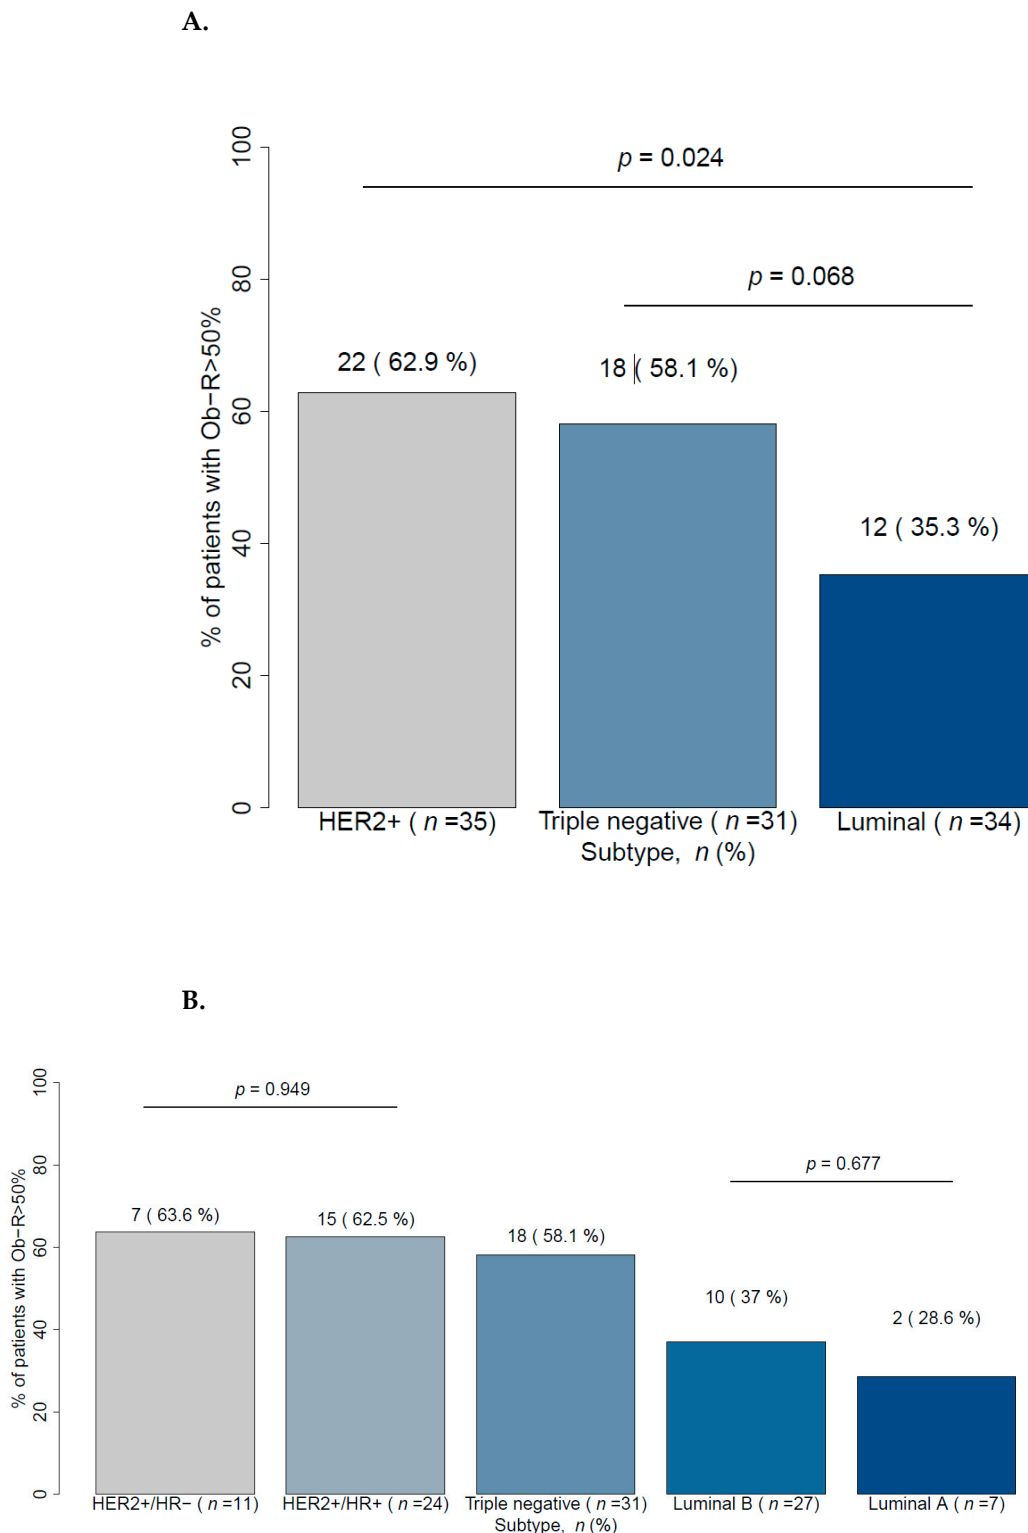 A.
100
80
60
40
20
0
% of patients with Ob−R>50%
p = 0.024
p = 0.068
22 ( 62.9 %)
18 ( 58.1 %)
12 ( 35.3 %)
HER2+ ( n =35)
Triple negative ( n =31)
Luminal ( n =34)
Subtype, n (%)
B.
100
80
60
40
20
0
% of patients with Ob−R>50%
p = 0.949
p = 0.677
7 ( 63.6 %)
15 ( 62.5 %)
18 ( 58.1 %)
10 ( 37 %)
2 ( 28.6 %)
HER2+/HR− ( n =11)
HER2+/HR+ ( n =24)
Triple negative ( n =31)
Luminal B ( n =27)
Luminal A ( n =7)
Subtype, n (%)